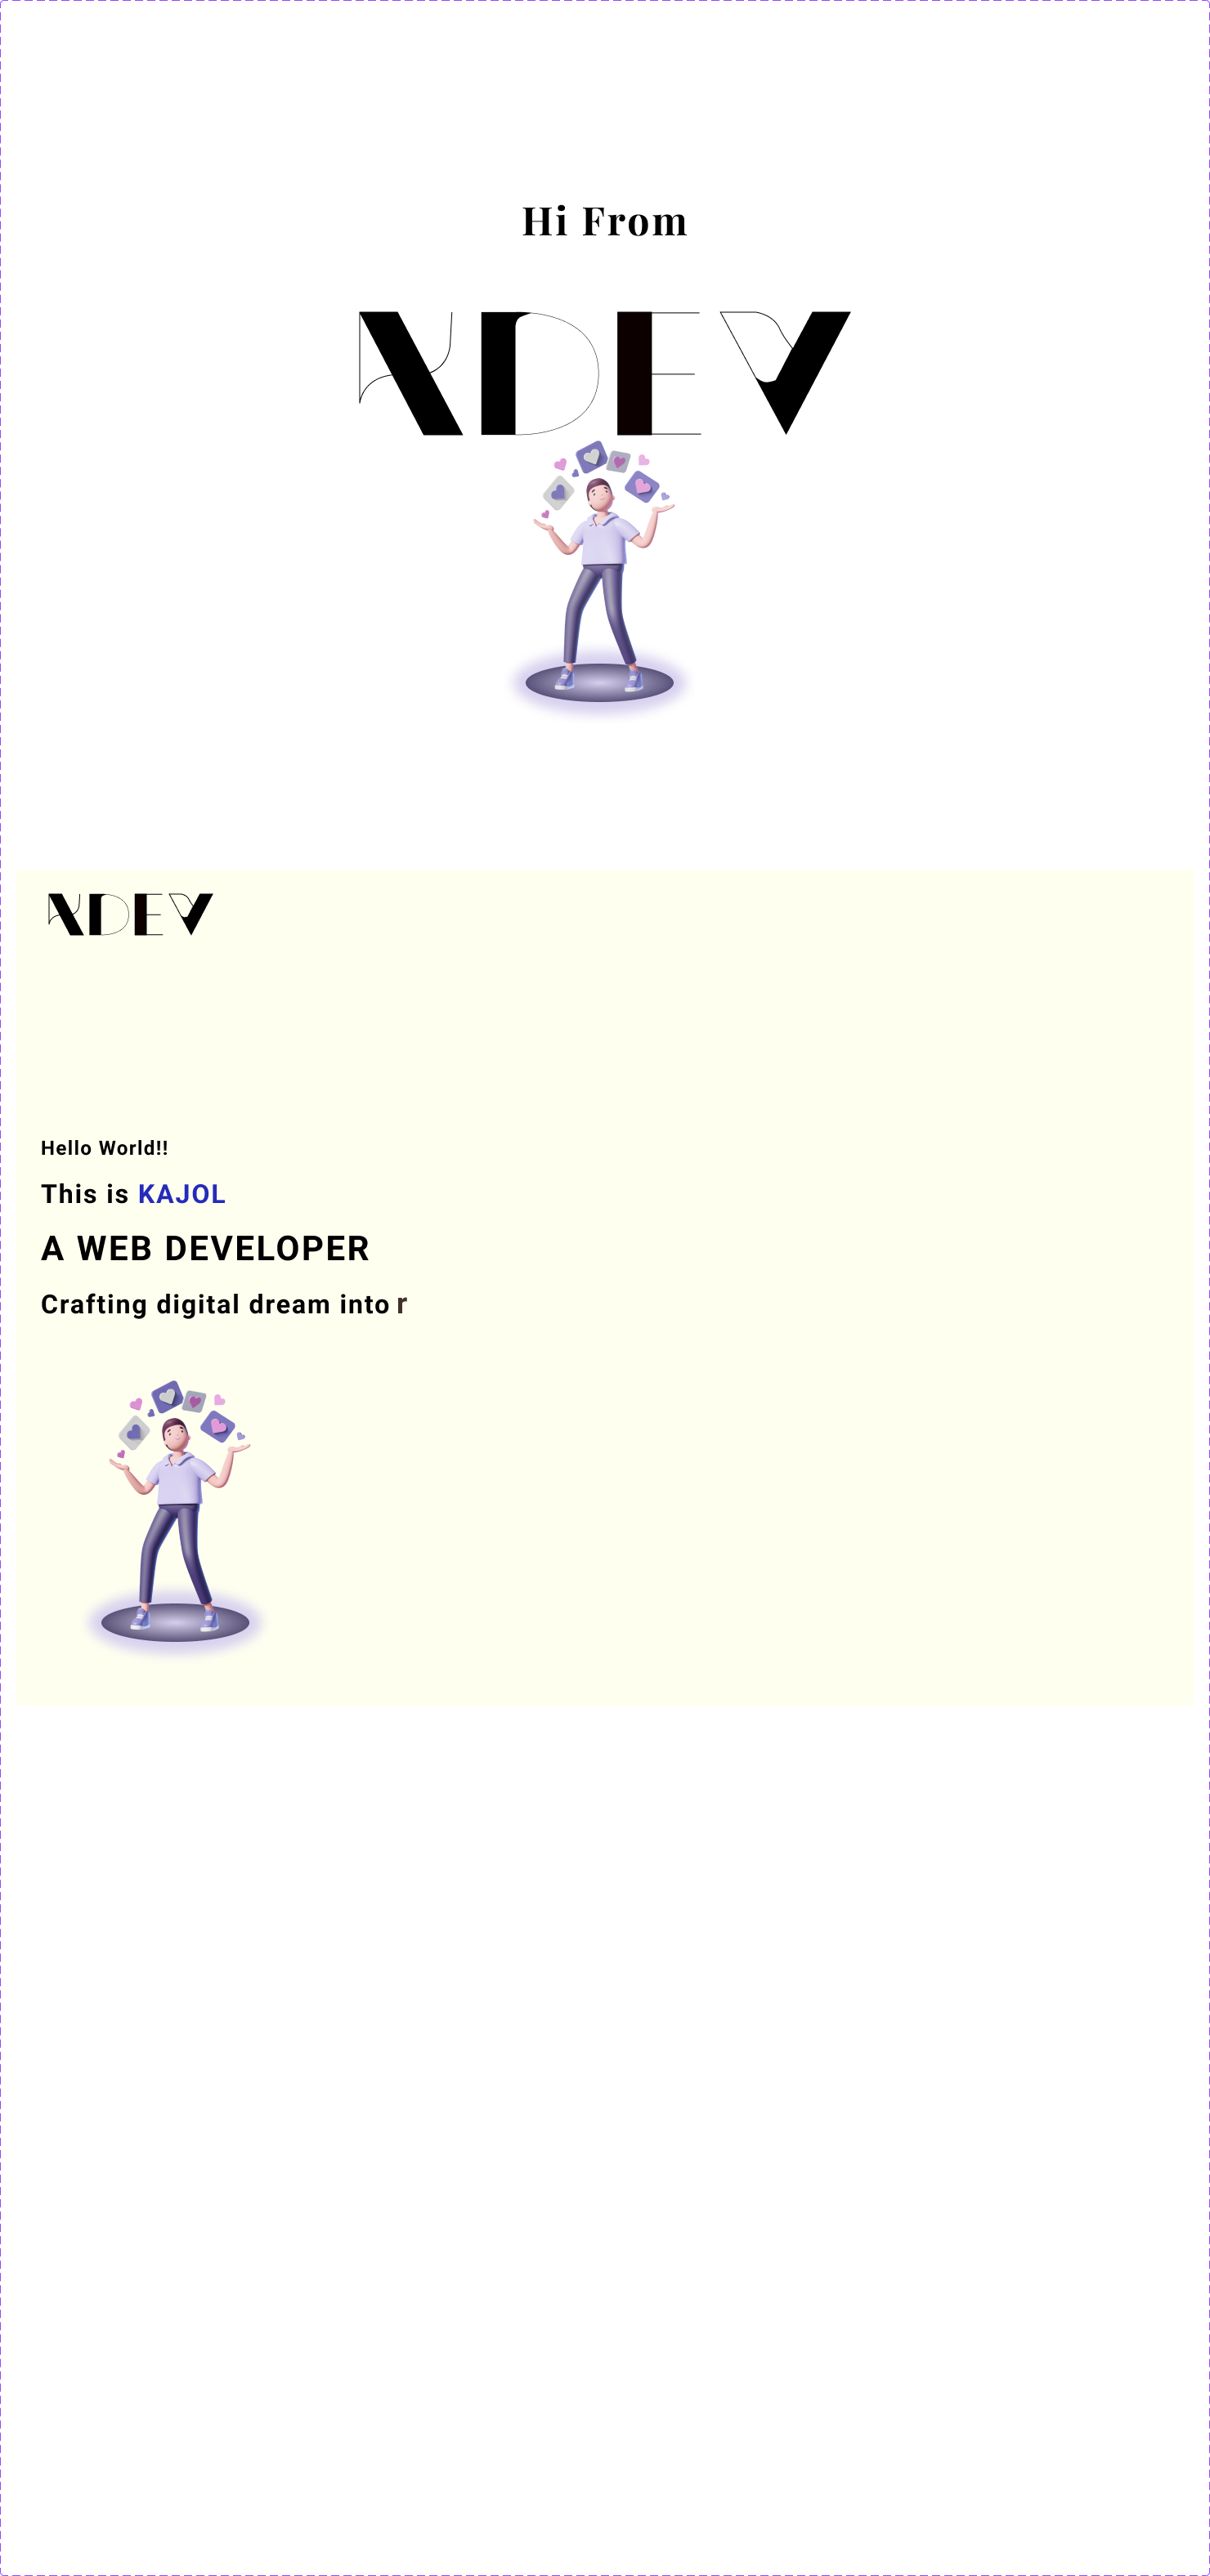 Hi From
XDEV
XDEV
Hello World!!
This is KAJOL
A WEB DEVELOPER
Crafting digital dream into r